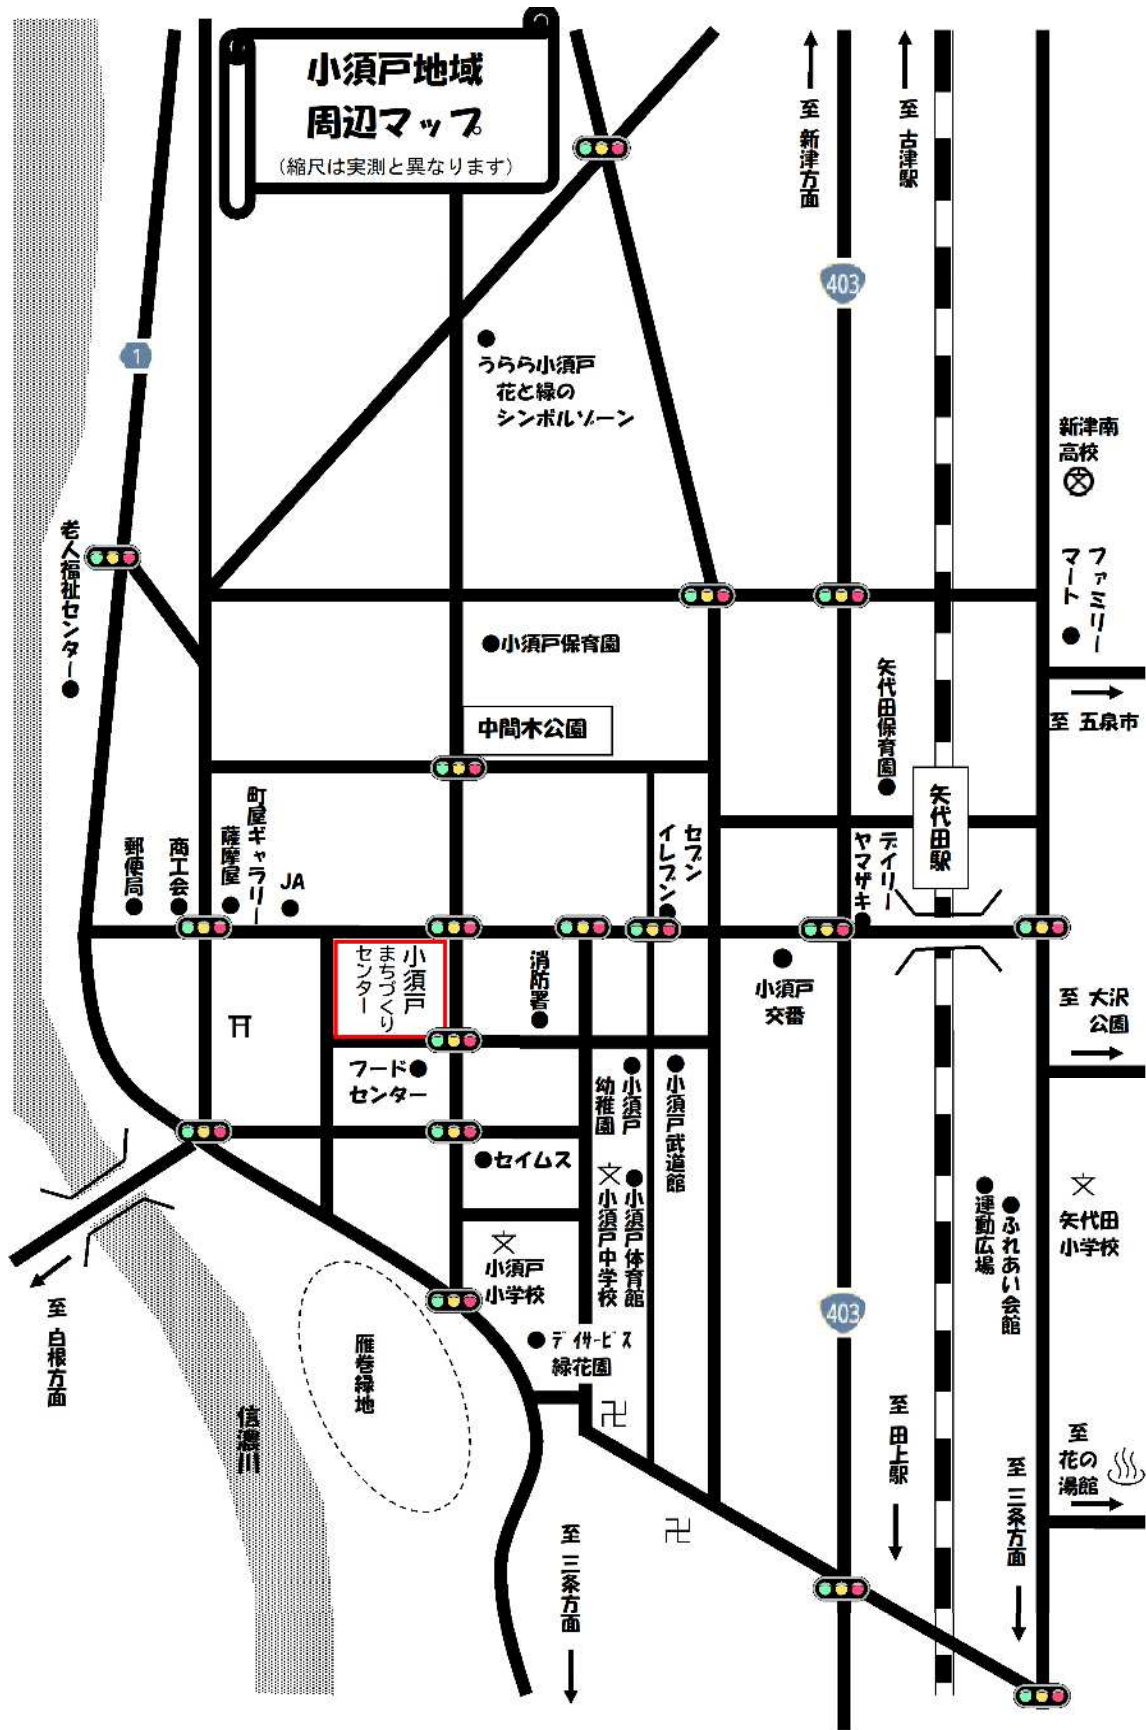 小須戸地域
周辺マップ
（縮尺は実測と異なります）
至 新津方面
至 古津駅
403
1
うらら小須戸
花と緑の
シンボルゾーン
新津南
高校
老人福祉センター
ファミリー
マート
小須戸保育園
矢代田保育園
至 五泉市
中間木公園
矢代田駅
郵便局
商工会
町屋ギャラリー
薩摩屋
JA
セブン
イレブン
デイリー
ヤマザキ
小須戸
まちづくり
センター
消防署
小須戸
交番
至 大沢
公園
フード
センター
小須戸
幼稚園
小須戸武道館
セイムス
文
小須戸中学校
小須戸体育館
文
小須戸
小学校
運動広場
ふれあい会館
文
矢代田
小学校
403
至 白根方面
雁巻緑地
デイサービス
緑花園
信濃川
至 田上駅
至
花の
湯館
至 三条方面
至 三条方面